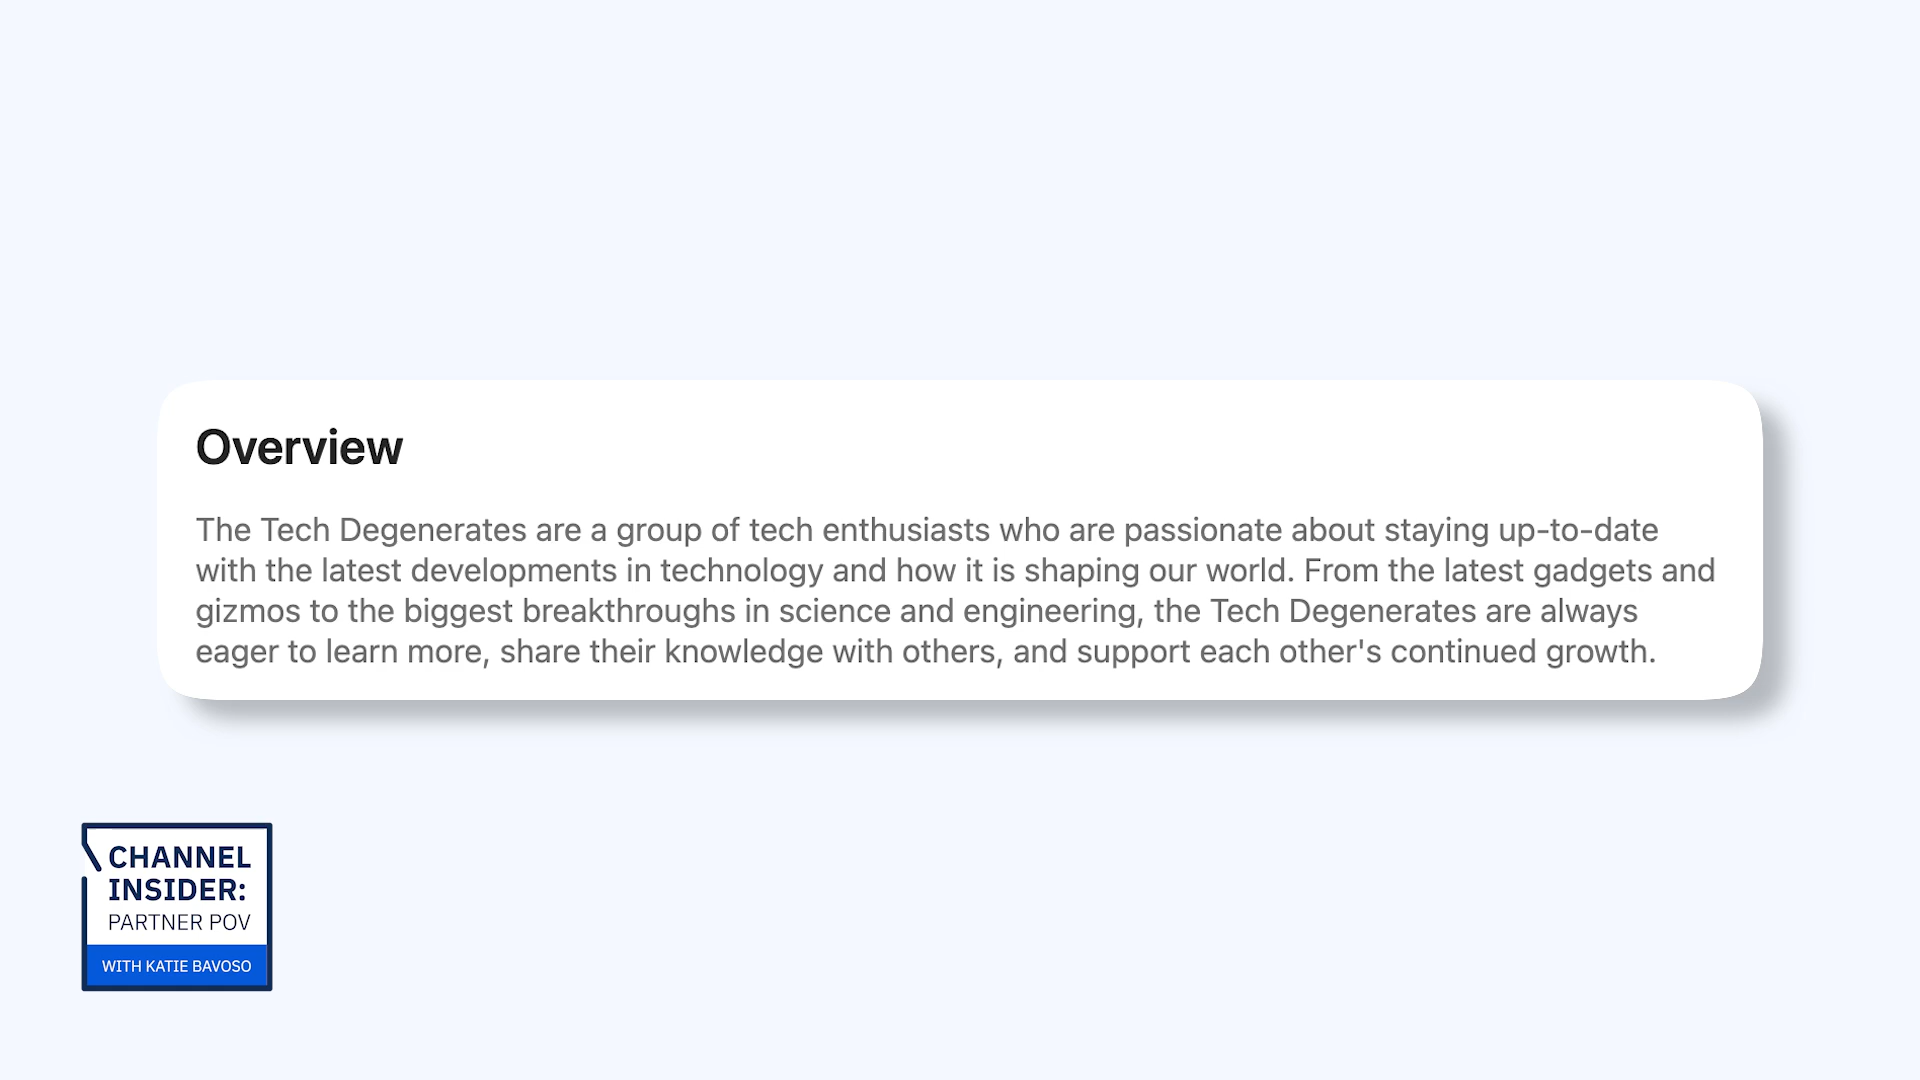 Overview
The Tech Degenerates are a group of tech enthusiasts who are passionate about staying up-to-date
with the latest developments in technology and how it is shaping our world. From the latest gadgets and
gizmos to the biggest breakthroughs in science and engineering, the Tech Degenerates are always
eager to learn more, share their knowledge with others, and support each other's continued growth.
CHANNEL
INSIDER:
PARTNER POV
WITH KATIE BAVOSO